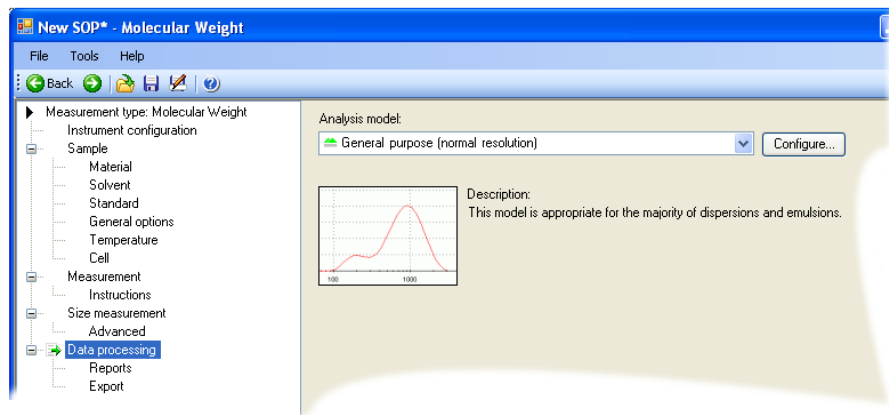 New SOP* - Molecular Weight
File Tools Help
Back
Measurement type: Molecular Weight
Instrument configuration
Sample
Material
Solvent
Standard
General options
Temperature
Cell
Measurement
Instructions
Size measurement
Advanced
Data processing
Reports
Export
Analysis model:
General purpose (normal resolution)
Configure...
Description:
This model is appropriate for the majority of dispersions and emulsions.
100 1000